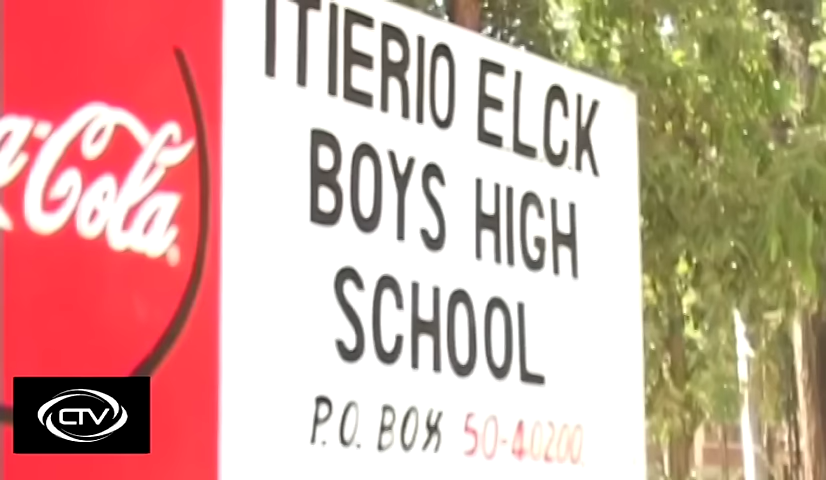 ITIERIO ELCK
BOYS HIGH
SCHOOL
P.O. BOX 50-40200
Coca-Cola
CTV